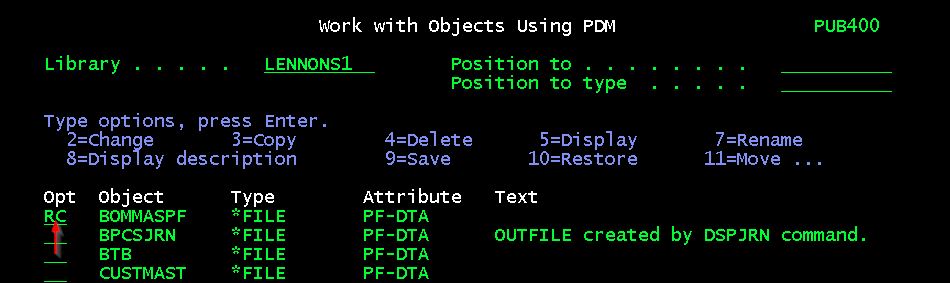 Work with Objects Using PDM PUB400
Library . . . . . LENNONS1 Position to . . . . . . . .
Position to type . . . . .
Type options, press Enter.
2=Change 3=Copy 4=Delete 5=Display 7=Rename
8=Display description 9=Save 10=Restore 11=Move ...
Opt Object Type Attribute Text
RC BOMMASPF *FILE PF-DTA
BPCSJRN *FILE PF-DTA OUTFILE created by DSPJRN command.
BTB *FILE PF-DTA
CUSTMAST *FILE PF-DTA